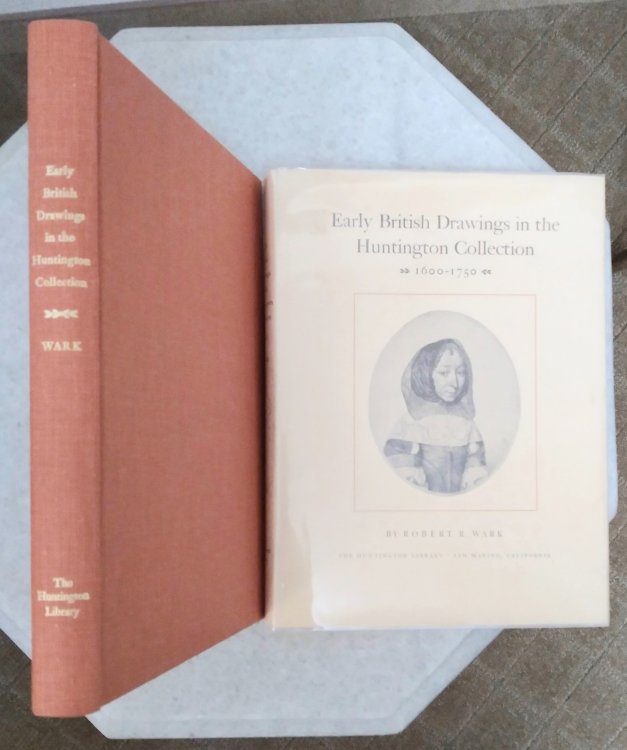 Early
British
Drawings
in the
Huntington
Collection
WARK
The
Huntington
Library
Early British Drawings in the
Huntington Collection
1600-1750
BY ROBERT R. WARK
THE HUNTINGTON LIBRARY · SAN MARINO, CALIFORNIA